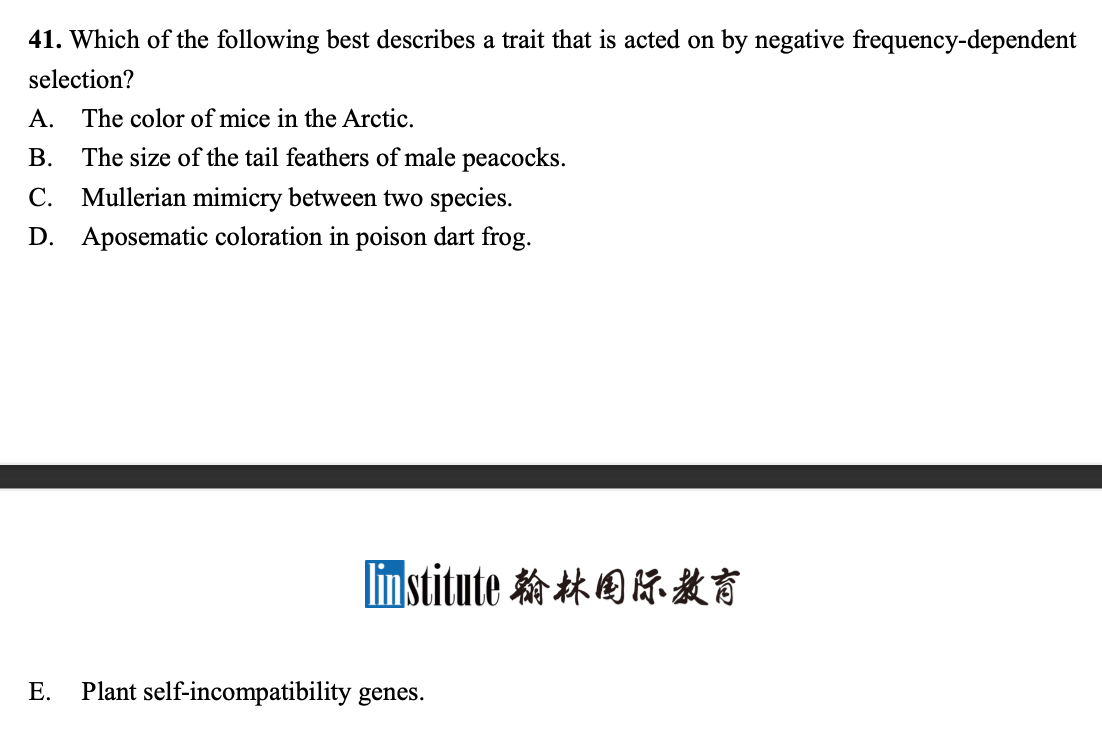 41. Which of the following best describes a trait that is acted on by negative frequency-dependent
selection?
A. The color of mice in the Arctic.
B. The size of the tail feathers of male peacocks.
C. Mullerian mimicry between two species.
D. Aposematic coloration in poison dart frog.
linstitute 翰林国际教育
E. Plant self-incompatibility genes.